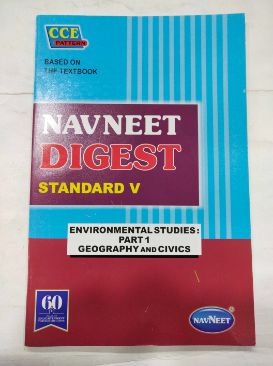 CCE
PATTERN
BASED ON
THE TEXTBOOK
NAVNEET
DIGEST
STANDARD V
ENVIRONMENTAL STUDIES:
PART 1
GEOGRAPHY AND CIVICS
60
NAVNEET